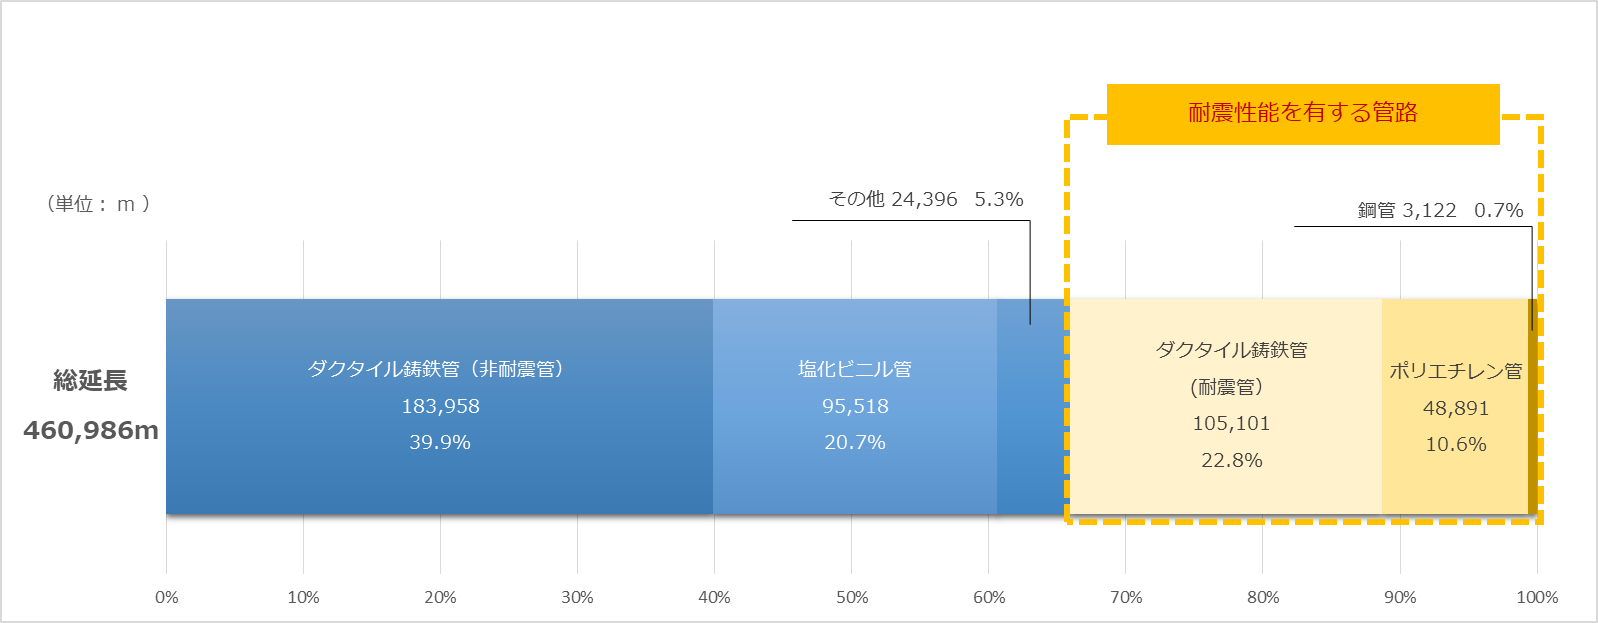 耐震性能を有する管路
（単位：ｍ）
その他 24,396 5.3%
鋼管 3,122 0.7%
総延長
460,986m
ダクタイル鋳鉄管（非耐震管）
183,958
39.9%
塩化ビニル管
95,518
20.7%
ダクタイル鋳鉄管
(耐震管）
105,101
22.8%
ポリエチレン管
48,891
10.6%
0% 10% 20% 30% 40% 50% 60% 70% 80% 90% 100%